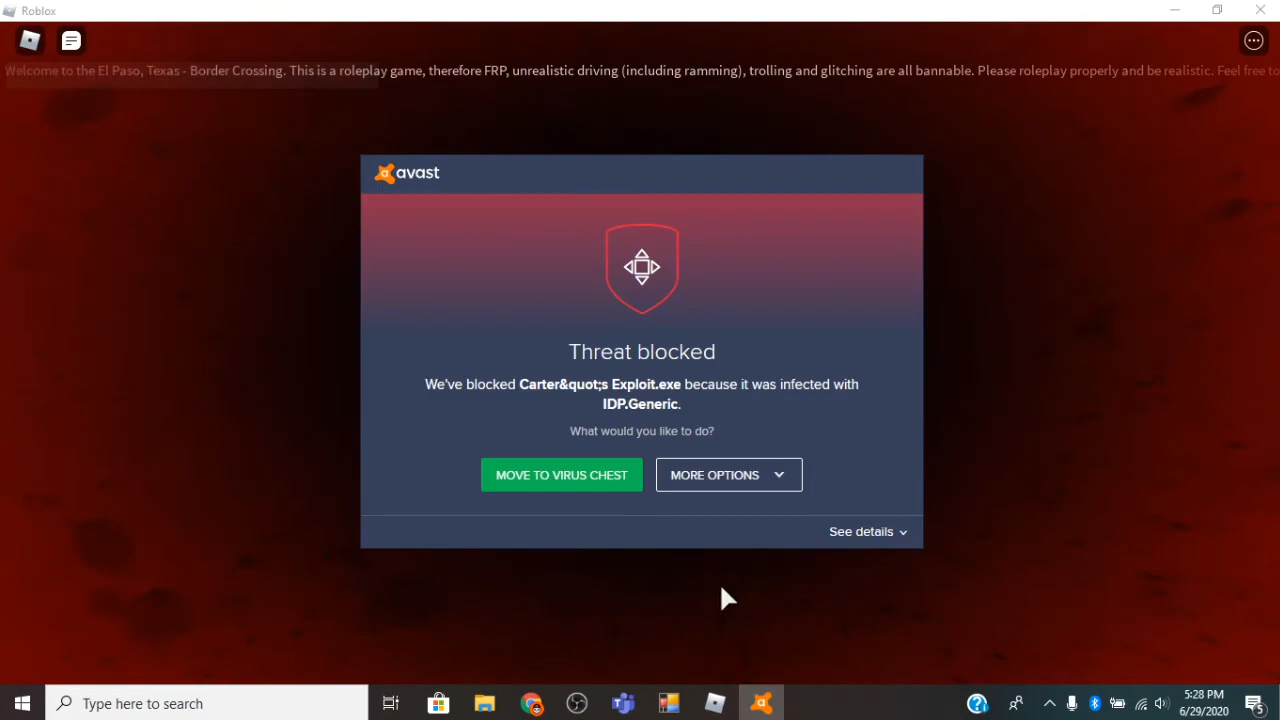 Roblox
Welcome to the El Paso, Texas - Border Crossing. This is a roleplay game, therefore FRP, unrealistic driving (including ramming), trolling and glitching are all bannable. Please roleplay properly and be realistic. Feel free to
avast
Threat blocked
We've blocked Carter&quot;s Exploit.exe because it was infected with
IDP.Generic.
What would you like to do?
MOVE TO VIRUS CHEST
MORE OPTIONS
See details
Type here to search
5:28 PM
6/29/2020
5